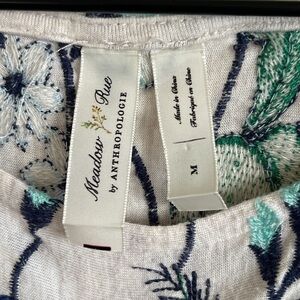 Meadow Rue
by ANTHROPOLOGIE
Made in China
Fabriqué en Chine
M